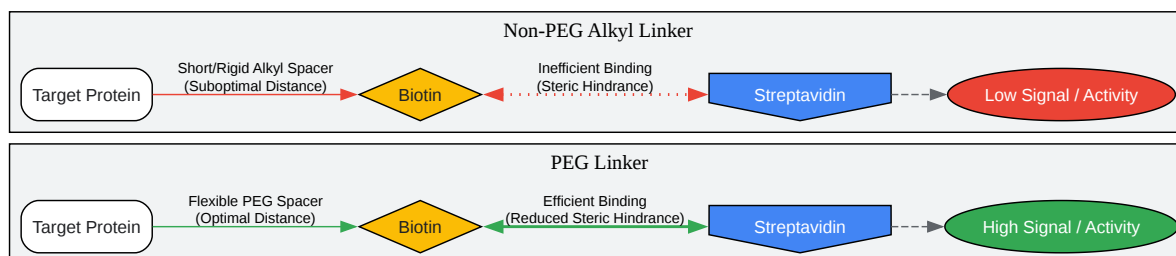 Non-PEG Alkyl Linker
Target Protein
Short/Rigid Alkyl Spacer
(Suboptimal Distance)
Biotin
Inefficient Binding
(Steric Hindrance)
Streptavidin
Low Signal / Activity
PEG Linker
Target Protein
Flexible PEG Spacer
(Optimal Distance)
Biotin
Efficient Binding
(Reduced Steric Hindrance)
Streptavidin
High Signal / Activity